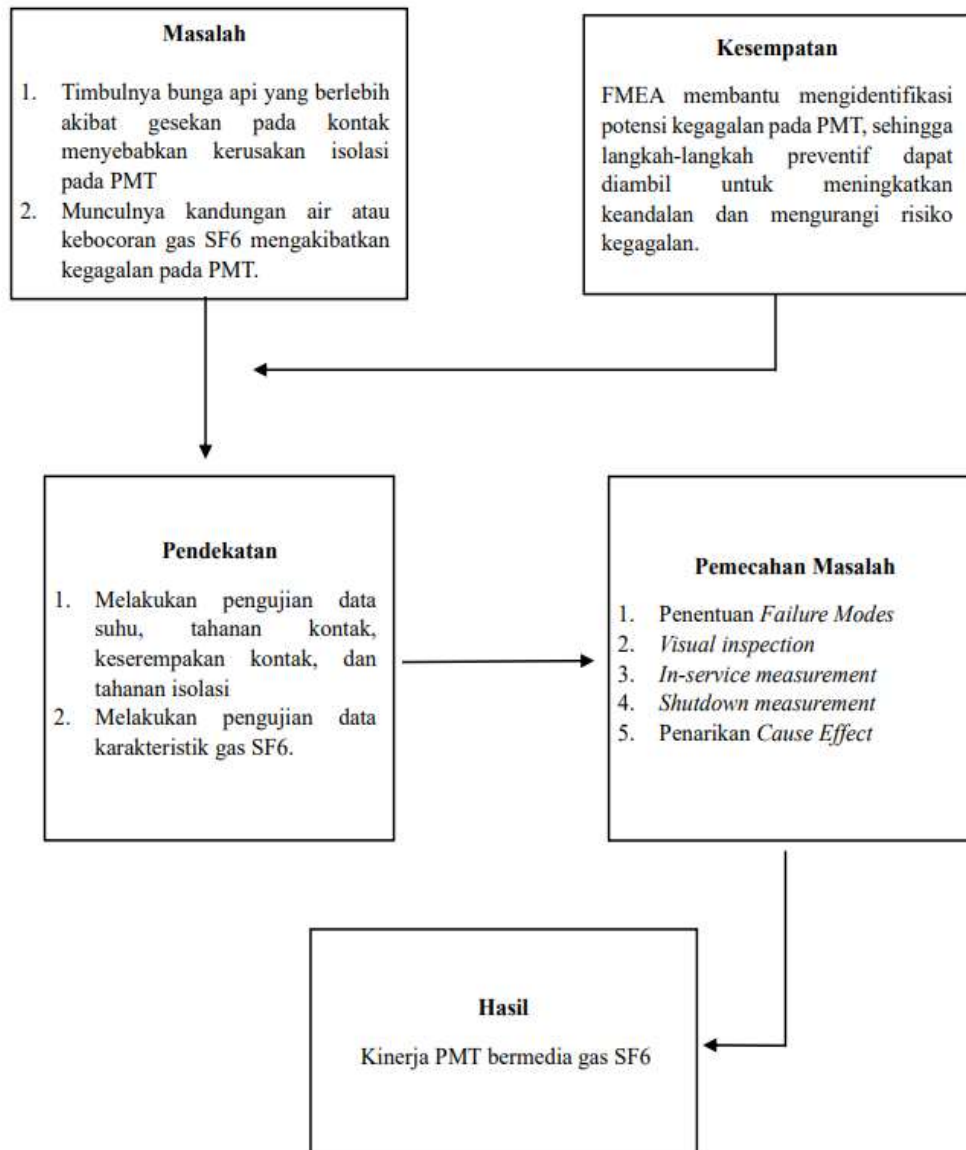 Masalah
1. Timbulnya bunga api yang berlebih
akibat gesekan pada kontak
menyebabkan kerusakan isolasi
pada PMT
2. Munculnya kandungan air atau
kebocoran gas SF6 mengakibatkan
kegagalan pada PMT.
Kesempatan
FMEA membantu mengidentifikasi
potensi kegagalan pada PMT, sehingga
langkah-langkah preventif dapat
diambil untuk meningkatkan
keandalan dan mengurangi risiko
kegagalan.
Pendekatan
1. Melakukan pengujian data
suhu, tahanan kontak,
keserempakan kontak, dan
tahanan isolasi
2. Melakukan pengujian data
karakteristik gas SF6.
Pemecahan Masalah
1. Penentuan Failure Modes
2. Visual inspection
3. In-service measurement
4. Shutdown measurement
5. Penarikan Cause Effect
Hasil
Kinerja PMT bermedia gas SF6